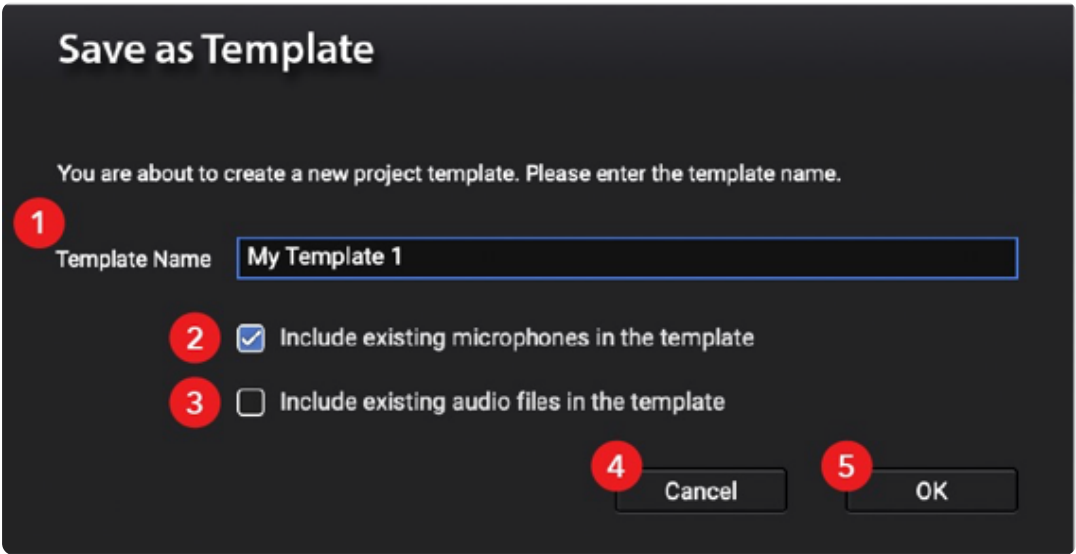 Save as Template
You are about to create a new project template. Please enter the template name.
1
Template Name My Template 1
2 Include existing microphones in the template
3 Include existing audio files in the template
4 Cancel 5 OK